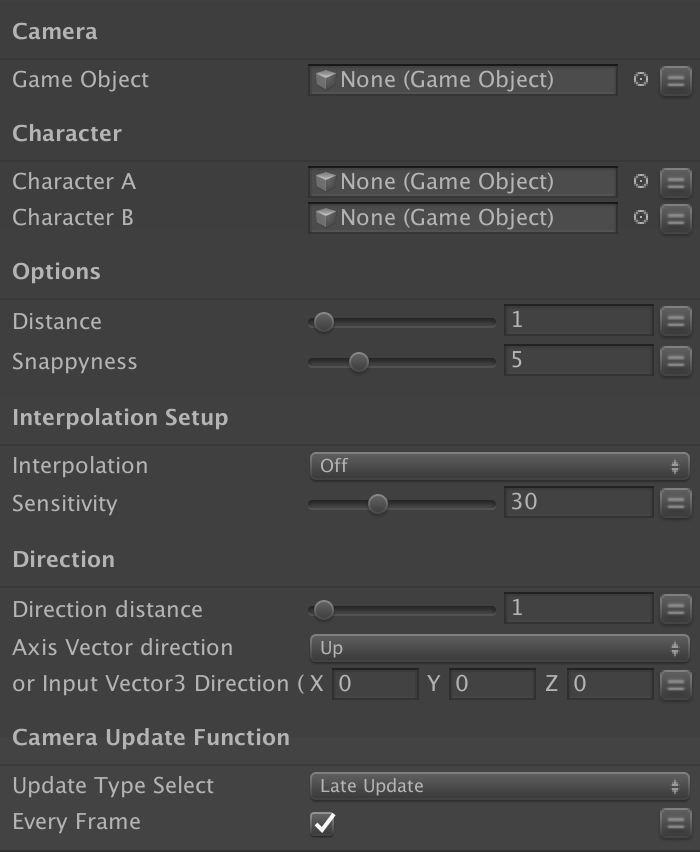 Camera
Game Object None (Game Object)
Character
Character A None (Game Object)
Character B None (Game Object)
Options
Distance 1
Snappyness 5
Interpolation Setup
Interpolation Off
Sensitivity 30
Direction
Direction distance 1
Axis Vector direction Up
or Input Vector3 Direction ( X 0 Y 0 Z 0
Camera Update Function
Update Type Select Late Update
Every Frame